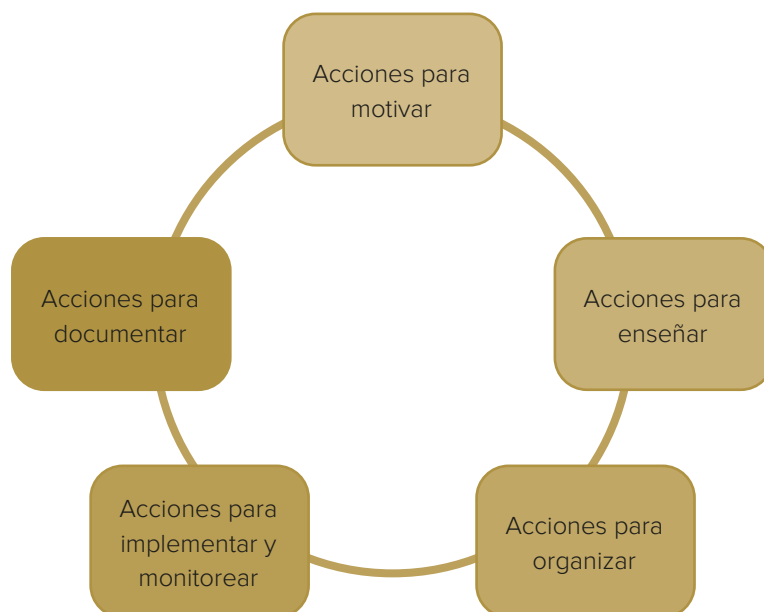 Acciones para
motivar
Acciones para
enseñar
Acciones para
organizar
Acciones para
implementar y
monitorear
Acciones para
documentar